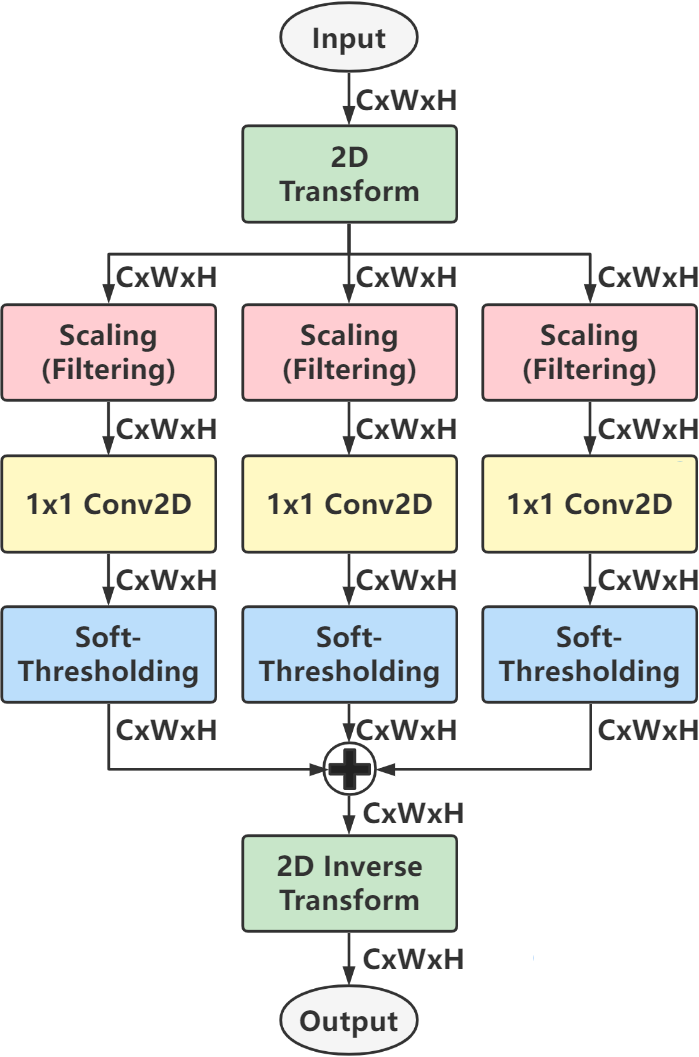 Input
CxWxH
2D
Transform
CxWxH CxWxH CxWxH
Scaling
(Filtering)
Scaling
(Filtering)
Scaling
(Filtering)
CxWxH CxWxH CxWxH
1x1 Conv2D 1x1 Conv2D 1x1 Conv2D
CxWxH CxWxH CxWxH
Soft-
Thresholding
Soft-
Thresholding
Soft-
Thresholding
CxWxH CxWxH CxWxH
CxWxH
2D Inverse
Transform
CxWxH
Output